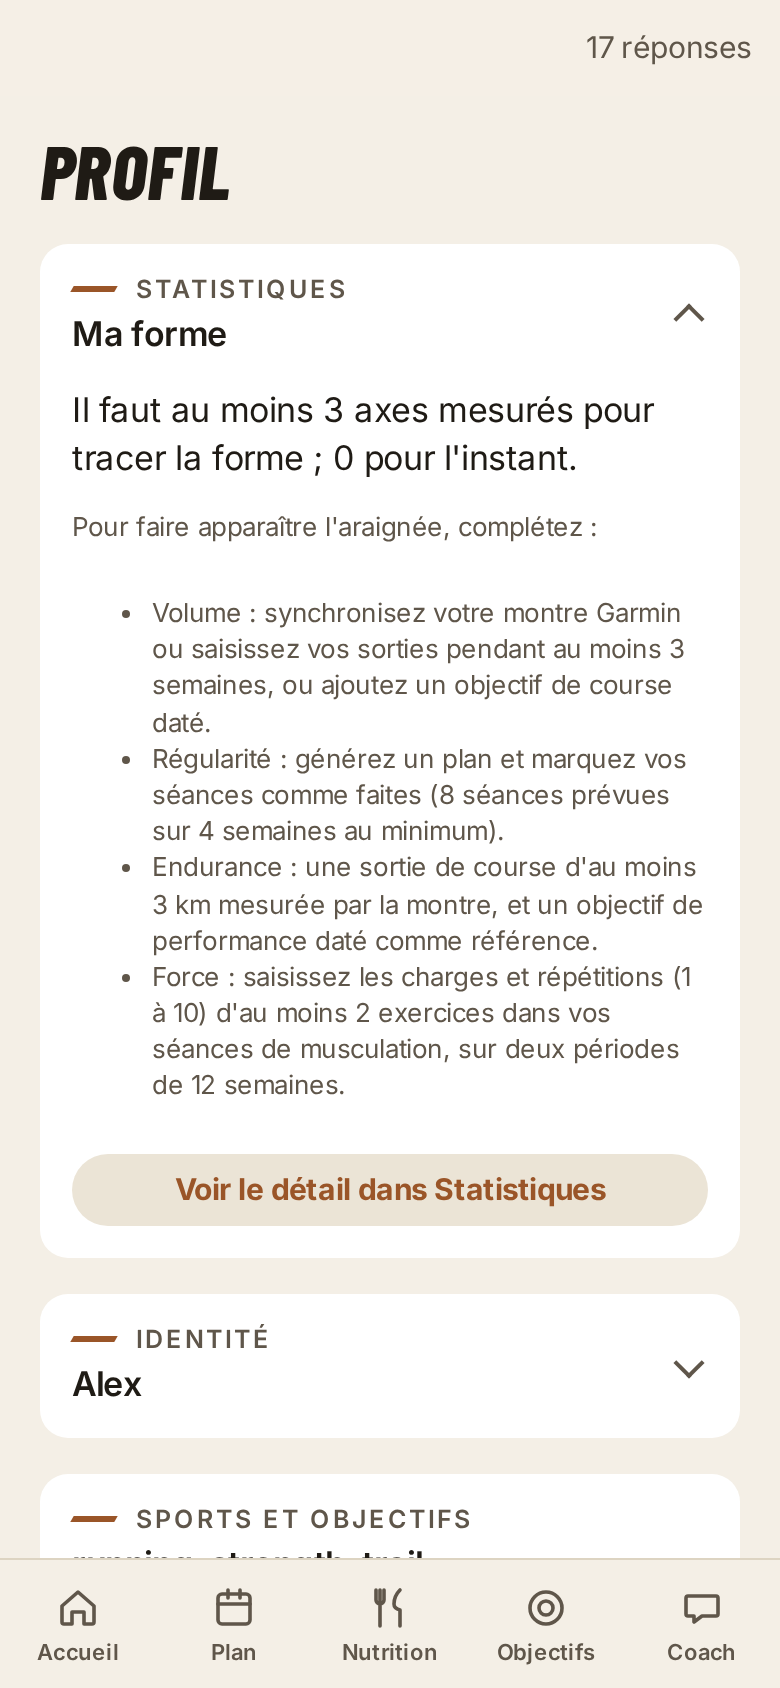 17 réponses
PROFIL
STATISTIQUES
Ma forme
Il faut au moins 3 axes mesurés pour
tracer la forme ; 0 pour l'instant.
Pour faire apparaître l'araignée, complétez :
• Volume : synchronisez votre montre Garmin
ou saisissez vos sorties pendant au moins 3
semaines, ou ajoutez un objectif de course
daté.
• Régularité : générez un plan et marquez vos
séances comme faites (8 séances prévues
sur 4 semaines au minimum).
• Endurance : une sortie de course d'au moins
3 km mesurée par la montre, et un objectif de
performance daté comme référence.
• Force : saisissez les charges et répétitions (1
à 10) d'au moins 2 exercices dans vos
séances de musculation, sur deux périodes
de 12 semaines.
Voir le détail dans Statistiques
IDENTITÉ
Alex
SPORTS ET OBJECTIFS
running, strength, trail
Accueil
Plan
Nutrition
Objectifs
Coach